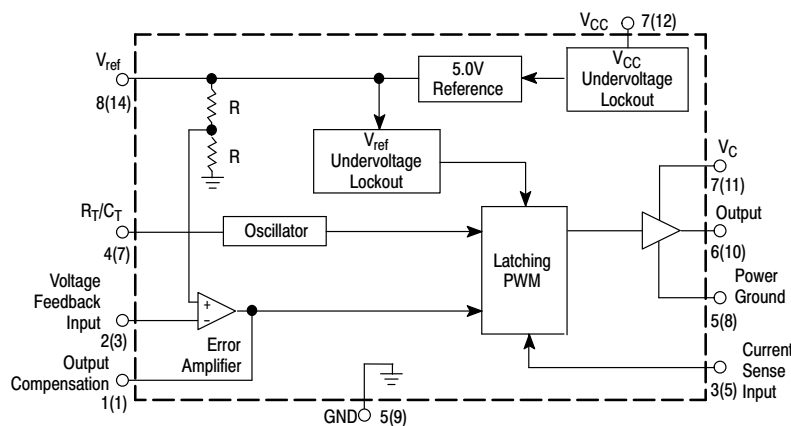 VCC 7(12)
Vref
8(14)
5.0V
Reference
VCC
Undervoltage
Lockout
R
R
Vref
Undervoltage
Lockout
VC
7(11)
RT/CT
4(7)
Oscillator
Latching
PWM
Output
6(10)
Voltage
Feedback
Input
2(3)
+
−
Error
Amplifier
Power
Ground
5(8)
Output
Compensation
1(1)
GND 5(9)
Current
Sense
Input
3(5)